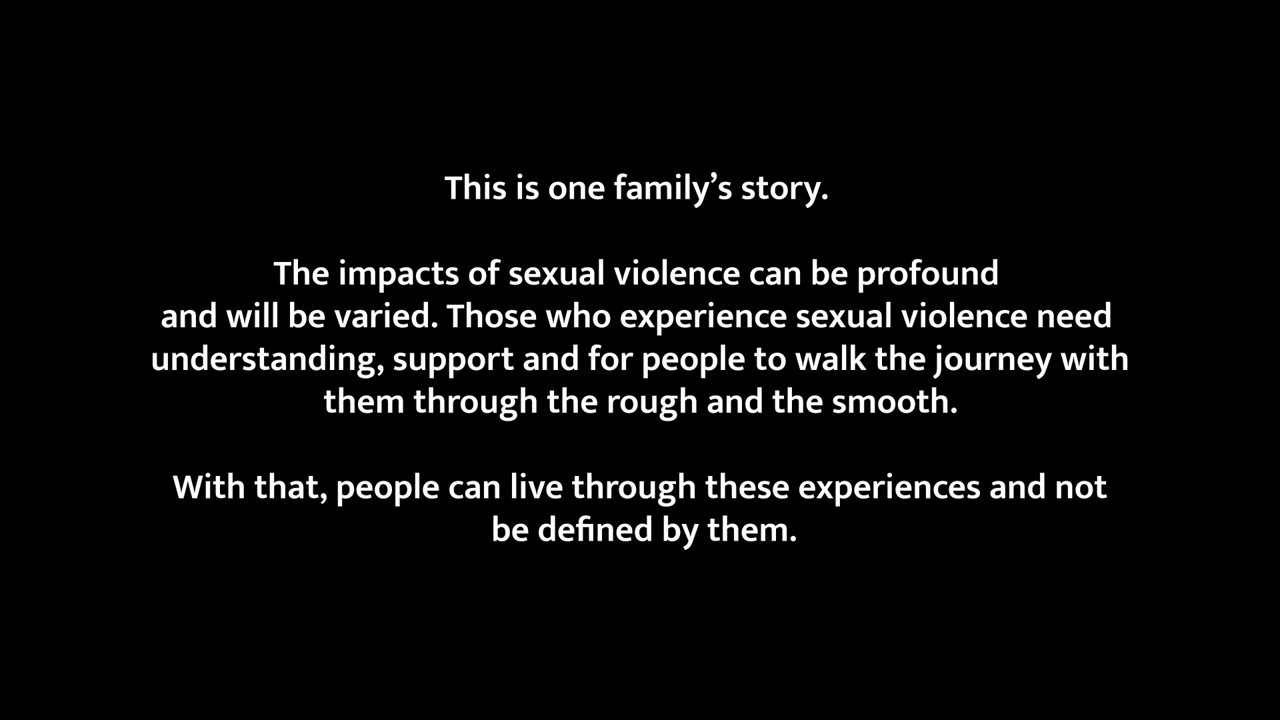 This is one family’s story.
The impacts of sexual violence can be profound
and will be varied. Those who experience sexual violence need
understanding, support and for people to walk the journey with
them through the rough and the smooth.
With that, people can live through these experiences and not
be defined by them.